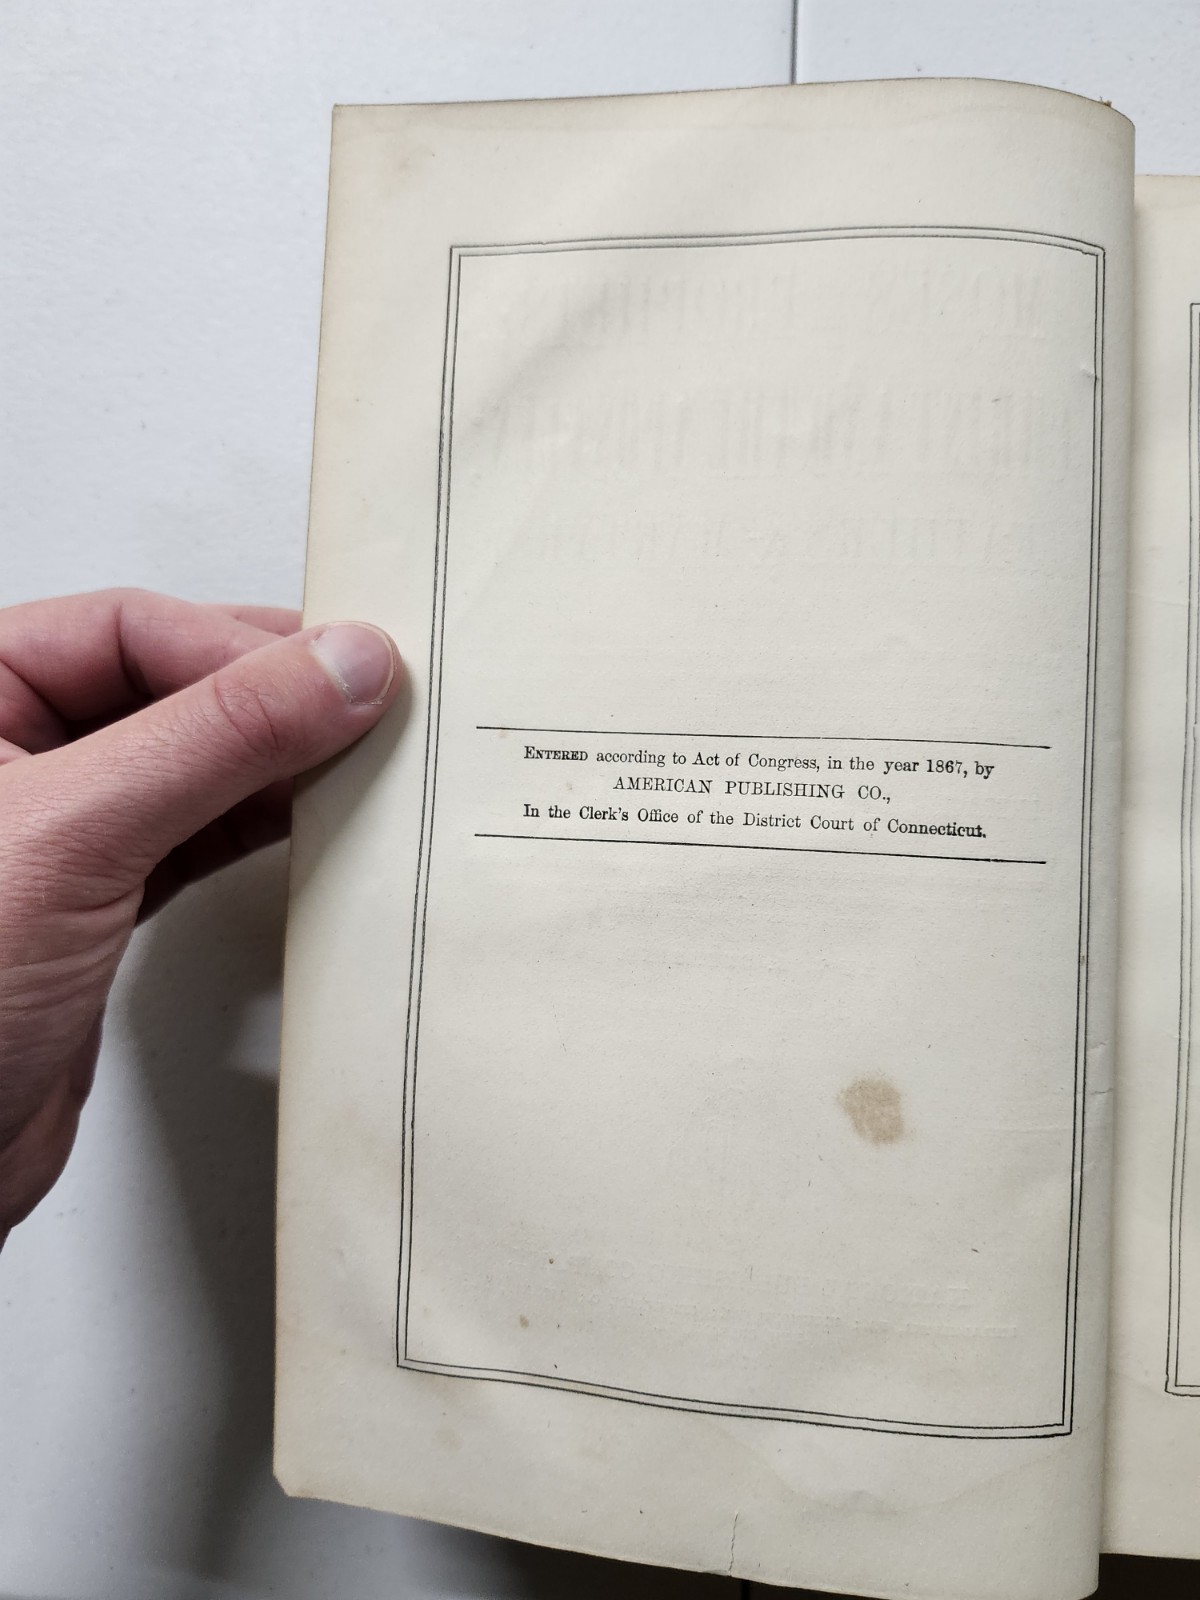 ENTERED according to Act of Congress, in the year 1867, by
AMERICAN PUBLISHING CO.,
In the Clerk's Office of the District Court of Connecticut.